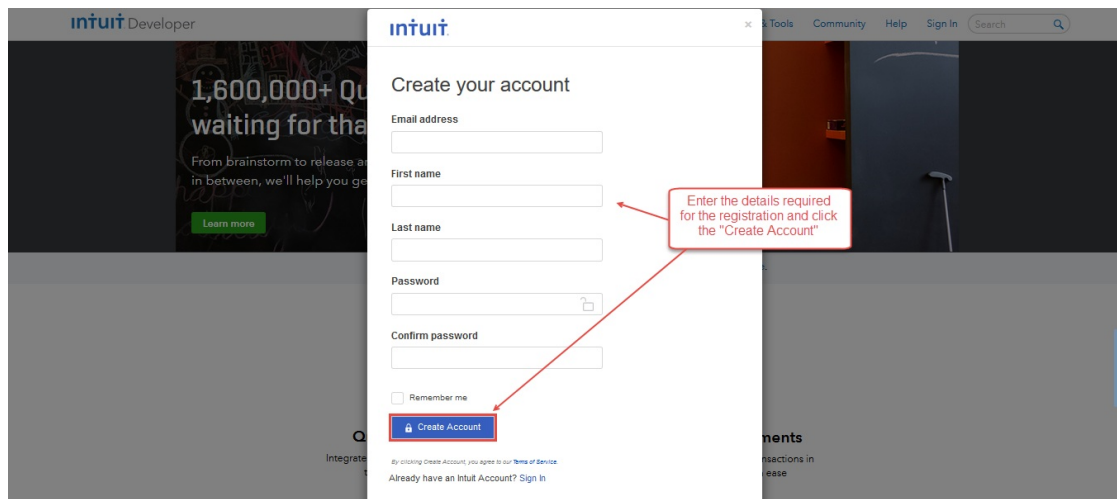 intuit Developer
& Tools
Community
Help
Sign In
Search
1,600,000+ Qu
waiting for tha
From brainstorm to release a
in between, we'll help you ge
Learn more
intuit
×
Create your account
Email address
First name
Last name
Password
Confirm password
Remember me
Create Account
By clicking Create Account, you agree to our Terms of Service.
Already have an Intuit Account? Sign In
Enter the details required
for the registration and click
the "Create Account"
Q
Integrate
t
ments
nsactions in
ease